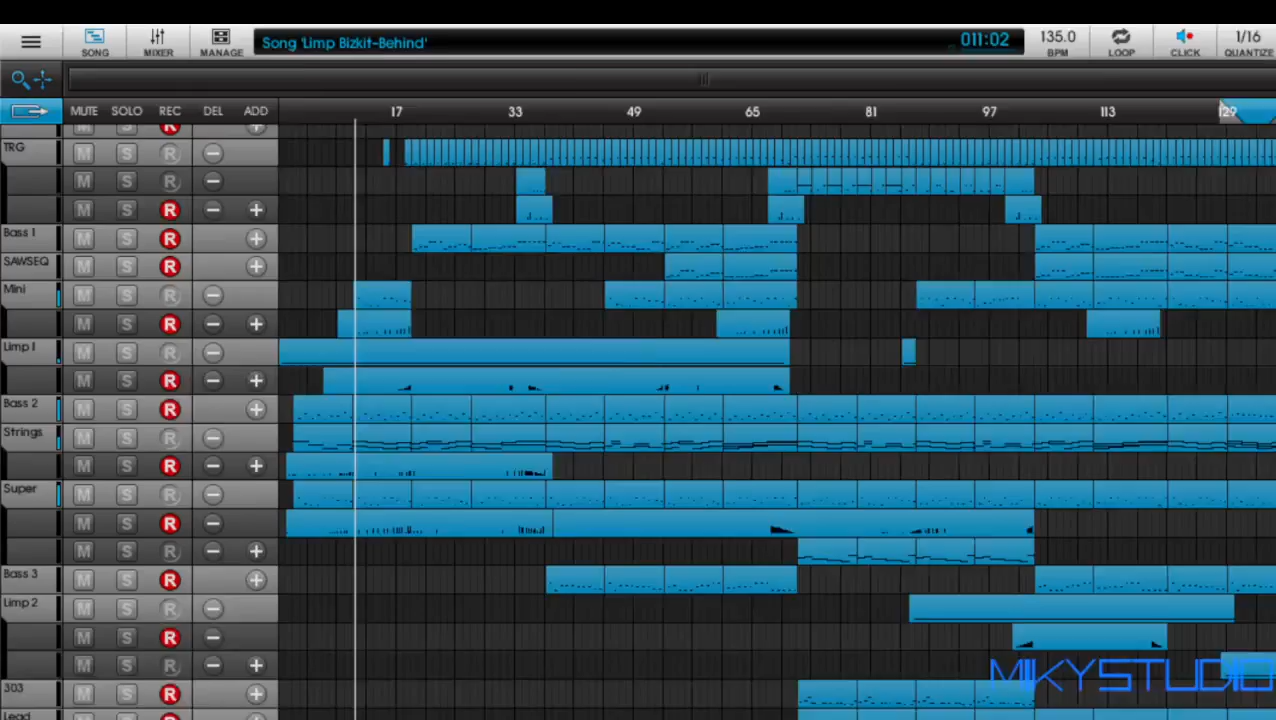 SONG MIXER MANAGE Song 'Limp Bizkit-Behind' 011:02 135.0 BPM LOOP CLICK 1/16 QUANTIZE
MUTE SOLO REC DEL ADD 17 33 49 65 81 97 113 129
M S R +
TRG M S R −
M S R −
M S R − +
Bass 1 M S R +
SAWSEQ M S R +
Mini M S R −
M S R − +
Limp 1 M S R −
M S R − +
Bass 2 M S R +
Strings M S R −
M S R − +
Super M S R −
M S R −
M S R − +
Bass 3 M S R +
Limp 2 M S R −
M S R −
M S R − +
MIKYSTUDIO
303 M S R +
Lead M S R +